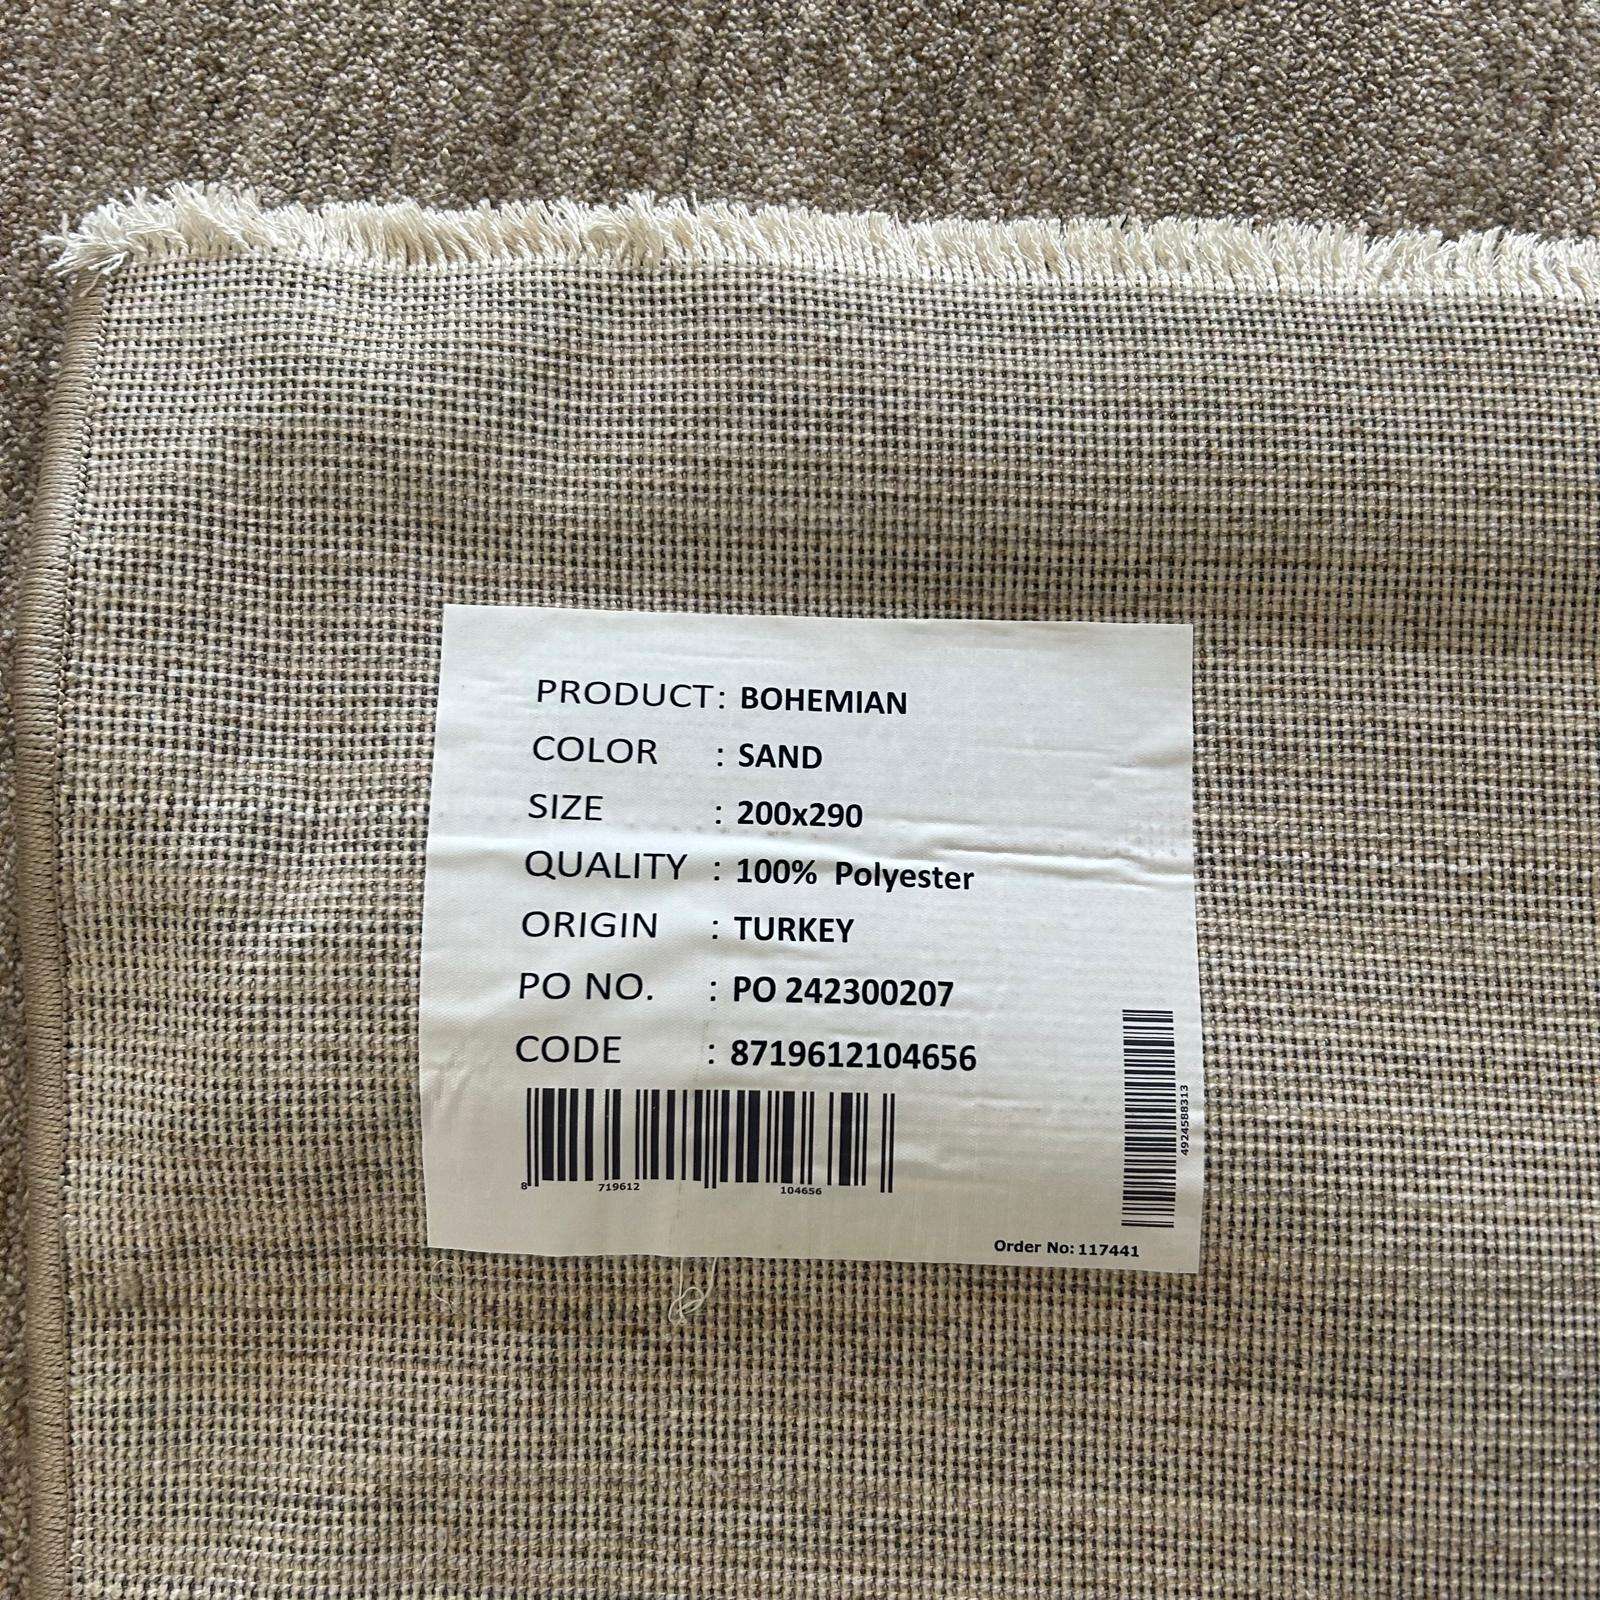 PRODUCT: BOHEMIAN
COLOR : SAND
SIZE : 200x290
QUALITY : 100% Polyester
ORIGIN : TURKEY
PO NO. : PO 242300207
CODE : 8719612104656
8 719612 104656
4924588313
Order No: 117441